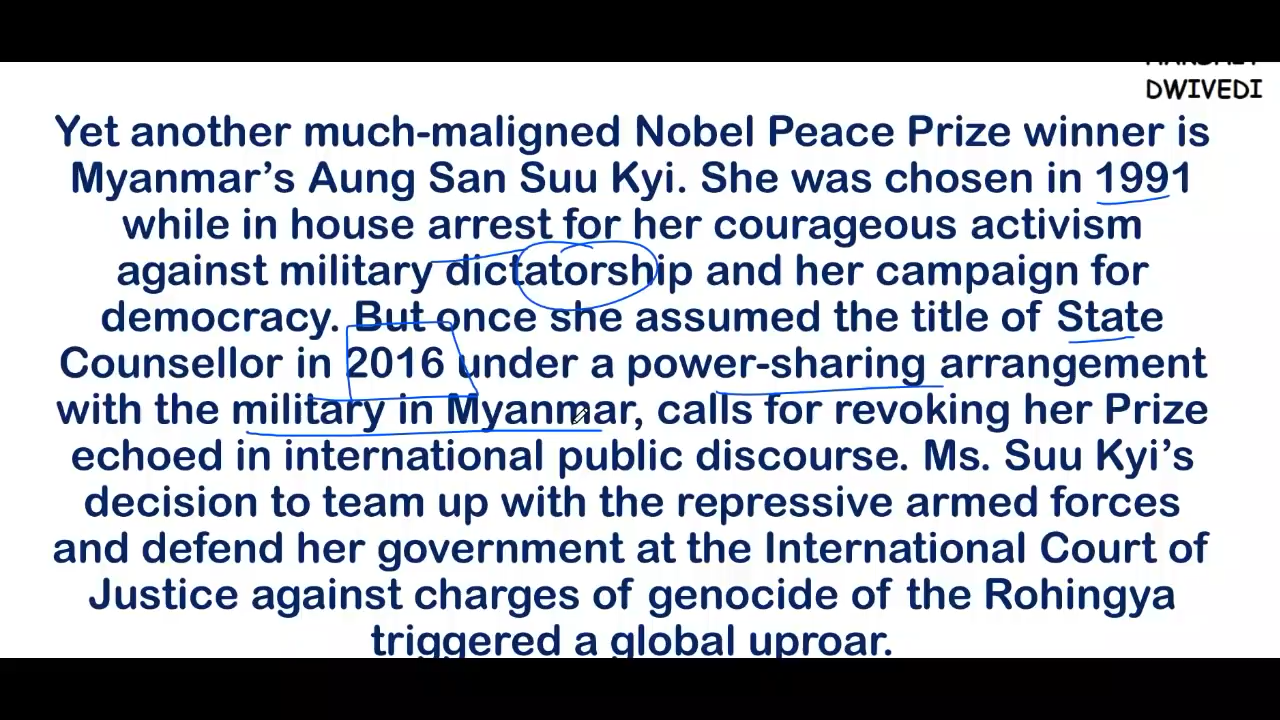 DWIVEDI
Yet another much-maligned Nobel Peace Prize winner is
Myanmar’s Aung San Suu Kyi. She was chosen in 1991
while in house arrest for her courageous activism
against military dictatorship and her campaign for
democracy. But once she assumed the title of State
Counsellor in 2016 under a power-sharing arrangement
with the military in Myanmar, calls for revoking her Prize
echoed in international public discourse. Ms. Suu Kyi’s
decision to team up with the repressive armed forces
and defend her government at the International Court of
Justice against charges of genocide of the Rohingya
triggered a global uproar.